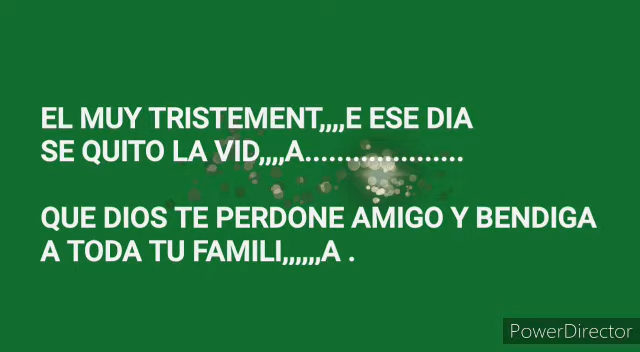 EL MUY TRISTEMENT,,,,E ESE DIA
SE QUITO LA VID,,,,A....................
QUE DIOS TE PERDONE AMIGO Y BENDIGA
A TODA TU FAMILI,,,,,,A .
PowerDirector